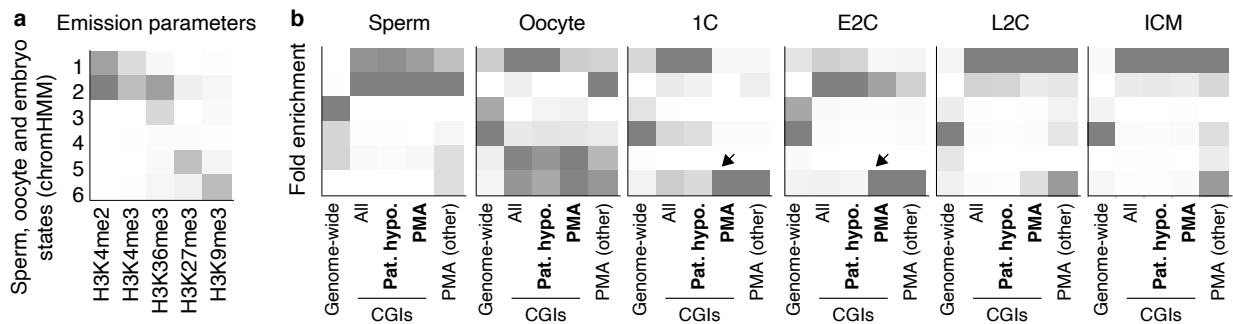 a
Emission parameters
Sperm, oocyte and embryo
states (chromHMM)
1
2
3
4
5
6
H3K4me2
H3K4me3
H3K36me3
H3K27me3
H3K9me3
b
Sperm
Oocyte
1C
E2C
L2C
ICM
Fold enrichment
Genome-wide
All
Pat. hypo.
PMA
PMA (other)
CGIs
Genome-wide
All
Pat. hypo.
PMA
PMA (other)
CGIs
Genome-wide
All
Pat. hypo.
PMA
PMA (other)
CGIs
Genome-wide
All
Pat. hypo.
PMA
PMA (other)
CGIs
Genome-wide
All
Pat. hypo.
PMA
PMA (other)
CGIs
Genome-wide
All
Pat. hypo.
PMA
PMA (other)
CGIs